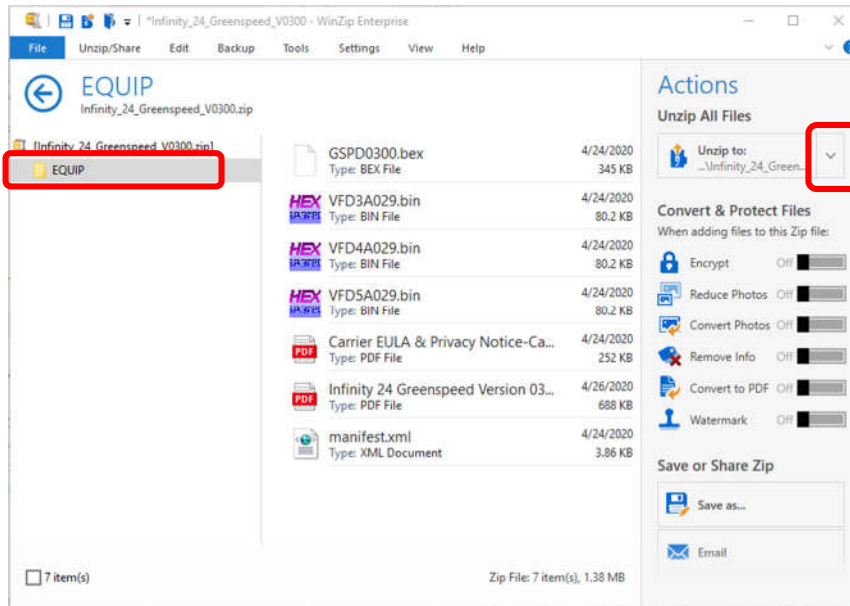 *Infinity_24_Greenspeed_V0300 - WinZip Enterprise
File Unzip/Share Edit Backup Tools Settings View Help
EQUIP
Infinity_24_Greenspeed_V0300.zip
[Infinity_24_Greenspeed_V0300.zip]
EQUIP
GSPD0300.bex 4/24/2020
Type: BEX File 345 KB
HEX VFD3A029.bin 4/24/2020
Type: BIN File 80.2 KB
HEX VFD4A029.bin 4/24/2020
Type: BIN File 80.2 KB
HEX VFD5A029.bin 4/24/2020
Type: BIN File 80.2 KB
Carrier EULA & Privacy Notice-Ca... 4/24/2020
PDF Type: PDF File 252 KB
Infinity 24 Greenspeed Version 03... 4/26/2020
PDF Type: PDF File 688 KB
manifest.xml 4/24/2020
Type: XML Document 3.86 KB
7 item(s)
Zip File: 7 item(s), 1.38 MB
Actions
Unzip All Files
Unzip to:
...\Infinity_24_Green...
Convert & Protect Files
When adding files to this Zip file:
Encrypt Off
Reduce Photos Off
Convert Photos Off
Remove Info Off
Convert to PDF Off
Watermark Off
Save or Share Zip
Save as...
Email